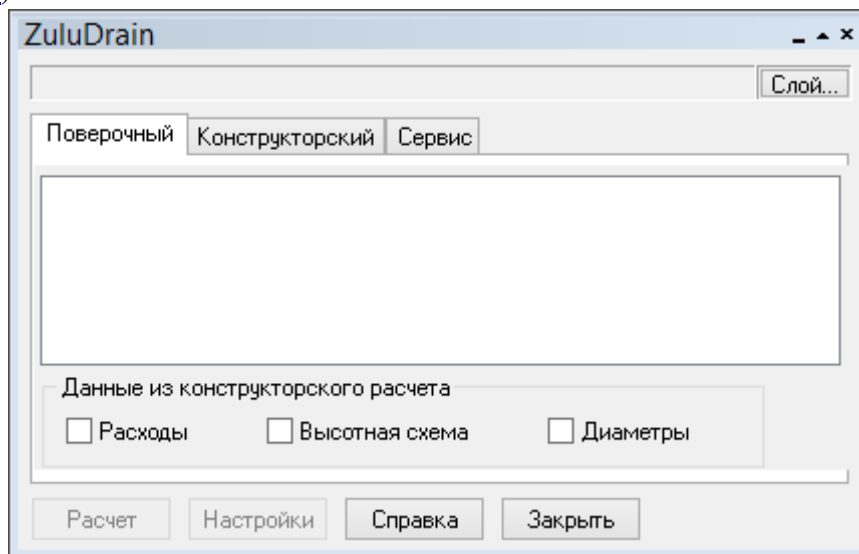 ZuluDrain
Слой...
Поверочный Конструкторский Сервис
Данные из конструкторского расчета
Расходы Высотная схема Диаметры
Расчет Настройки Справка Закрыть